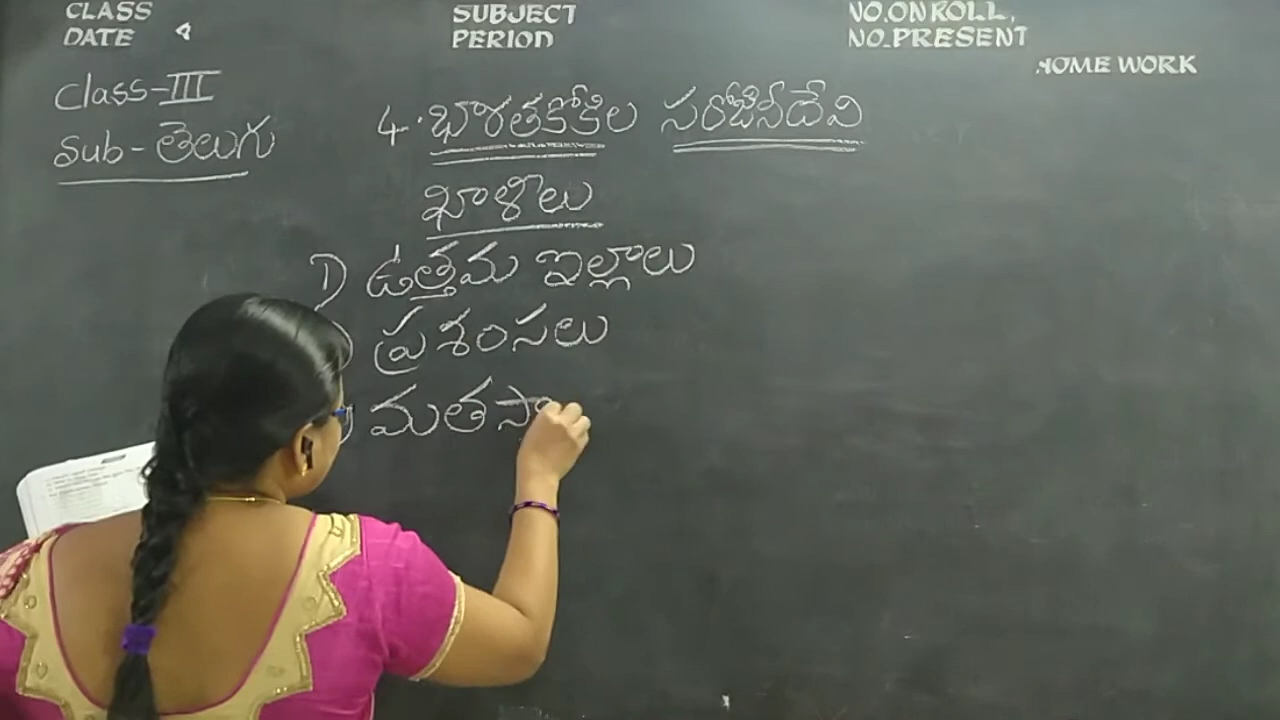 CLASS
DATE
SUBJECT
PERIOD
NO.ON ROLL.
NO.PRESENT
HOME WORK
Class-III
Sub-తెలుగు
4. భారతకోకిల సరోజినీదేవి
ఖాళీలు
1) ఉత్తమ ఇల్లాలు
) ప్రశంసలు
) మతసా